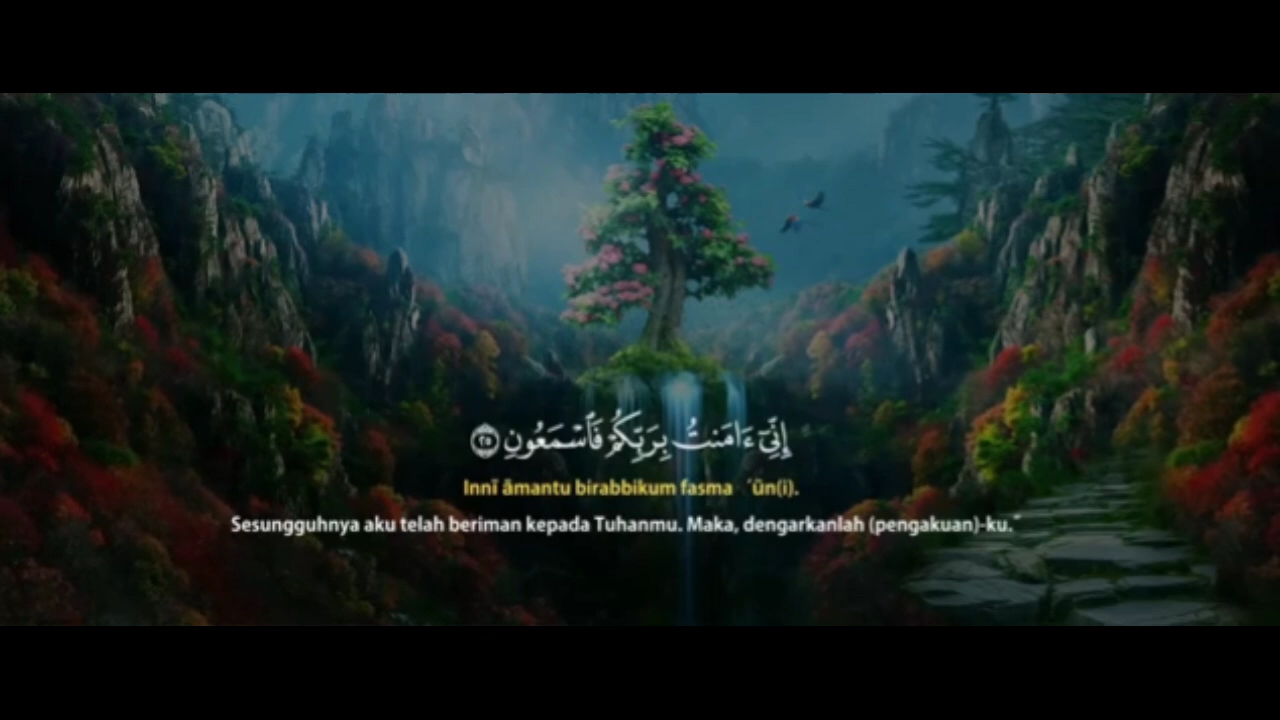 إِنِّىٓ ءَامَنتُ بِرَبِّكُمْ فَٱسْمَعُونِ ٢٥
Innī āmantu birabbikum fasma ‘ūn(i).
Sesungguhnya aku telah beriman kepada Tuhanmu. Maka, dengarkanlah (pengakuan)-ku.”